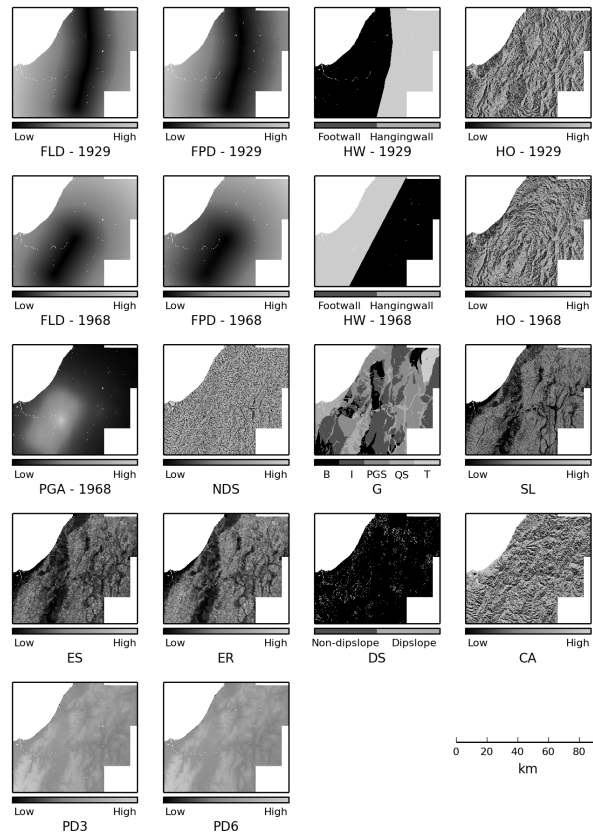 Low High
FLD - 1929
Low High
FPD - 1929
Footwall Hangingwall
HW - 1929
Low High
HO - 1929
Low High
FLD - 1968
Low High
FPD - 1968
Footwall Hangingwall
HW - 1968
Low High
HO - 1968
Low High
PGA - 1968
Low High
NDS
B I PGS QS T
G
Low High
SL
Low High
ES
Low High
ER
Non-dipslope Dipslope
DS
Low High
CA
Low High
PD3
Low High
PD6
0 20 40 60 80
km